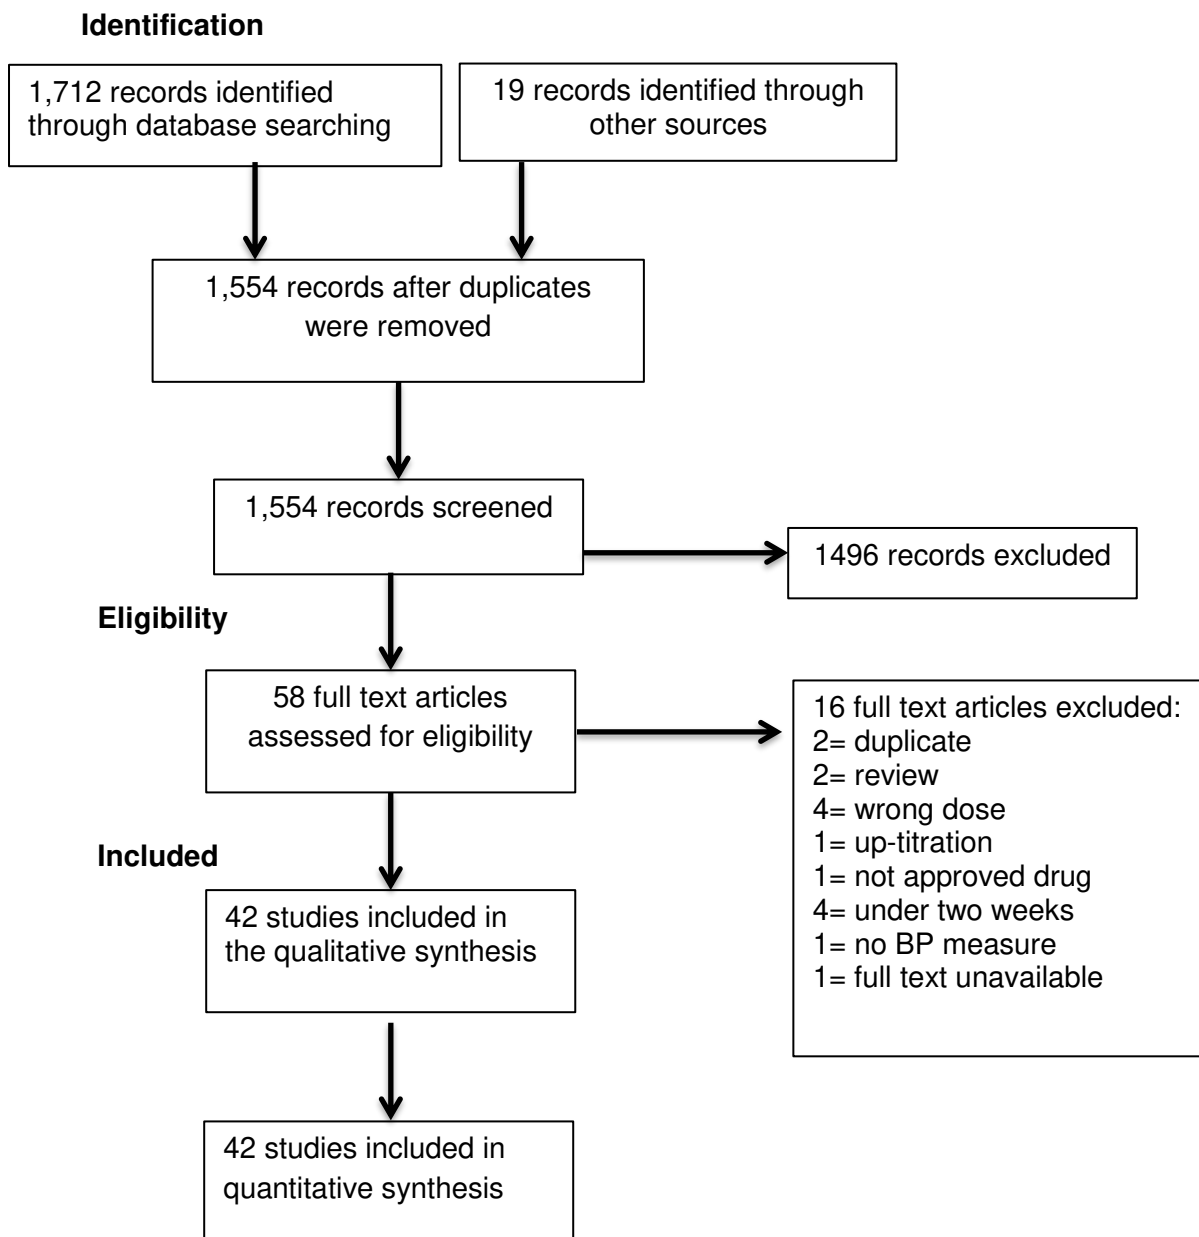 Identification
1,712 records identified
through database searching
19 records identified through
other sources
1,554 records after duplicates
were removed
1,554 records screened
1496 records excluded
Eligibility
58 full text articles
assessed for eligibility
16 full text articles excluded:
2= duplicate
2= review
4= wrong dose
1= up-titration
1= not approved drug
4= under two weeks
1= no BP measure
1= full text unavailable
Included
42 studies included in
the qualitative synthesis
42 studies included in
quantitative synthesis